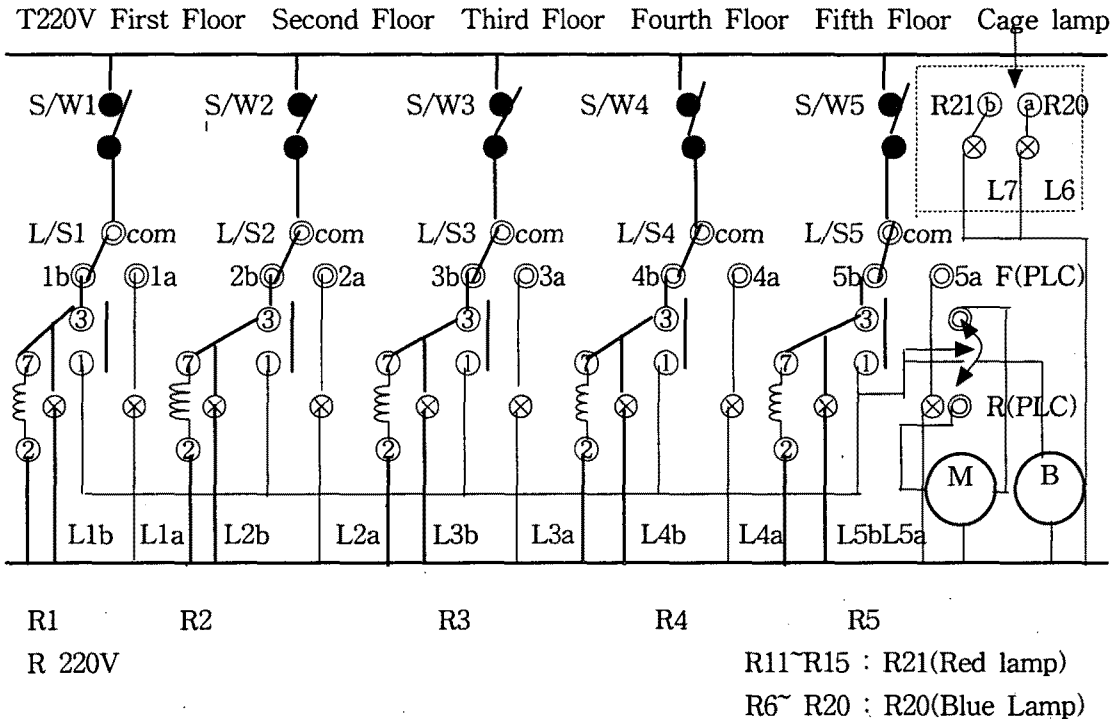 T220V First Floor Second Floor Third Floor Fourth Floor Fifth Floor Cage lamp
S/W1 S/W2 S/W3 S/W4 S/W5 R21 b a R20
L7 L6
L/S1 com L/S2 com L/S3 com L/S4 com L/S5 com
1b 1a 2b 2a 3b 3a 4b 4a 5b 5a F(PLC)
3 3 3 3 3
7 1 7 1 7 1 7 1 7 1
R(PLC)
2 2 2 2 2
M B
L1b L1a L2b L2a L3b L3a L4b L4a L5b L5a
R1 R2 R3 R4 R5
R 220V
R11~R15 : R21(Red lamp)
R6~ R20 : R20(Blue Lamp)